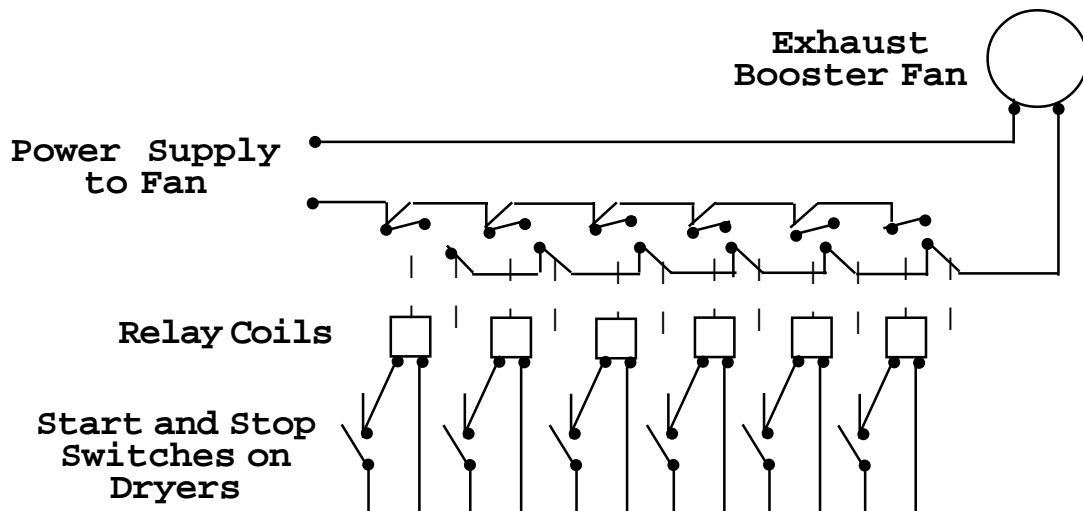 Exhaust
Booster Fan
Power Supply
to Fan
Relay Coils
Start and Stop
Switches on
Dryers